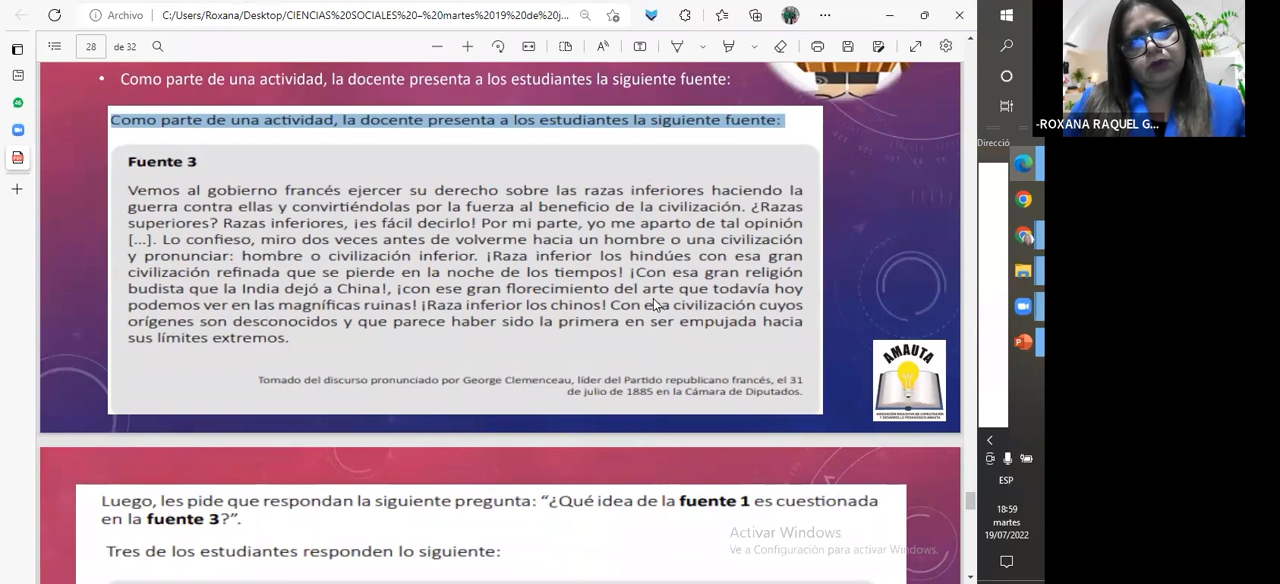 Archivo
C:/Users/Roxana/Desktop/CIENCIAS%20SOCIALES%20–%20martes%2019%20de%20j...
28 de 32
• Como parte de una actividad, la docente presenta a los estudiantes la siguiente fuente:
Como parte de una actividad, la docente presenta a los estudiantes la siguiente fuente:
Fuente 3
Vemos al gobierno francés ejercer su derecho sobre las razas inferiores haciendo la
guerra contra ellas y convirtiéndolas por la fuerza al beneficio de la civilización. ¿Razas
superiores? Razas inferiores, ¡es fácil decirlo! Por mi parte, yo me aparto de tal opinión
[...]. Lo confieso, miro dos veces antes de volverme hacia un hombre o una civilización
y pronunciar: hombre o civilización inferior. ¡Raza inferior los hindúes con esa gran
civilización refinada que se pierde en la noche de los tiempos! ¡Con esa gran religión
budista que la India dejó a China!, ¡con ese gran florecimiento del arte que todavía hoy
podemos ver en las magníficas ruinas! ¡Raza inferior los chinos! Con esa civilización cuyos
orígenes son desconocidos y que parece haber sido la primera en ser empujada hacia
sus límites extremos.
Tomado del discurso pronunciado por George Clemenceau, líder del Partido republicano francés, el 31
de julio de 1885 en la Cámara de Diputados.
AMAUTA
Luego, les pide que respondan la siguiente pregunta: “¿Qué idea de la fuente 1 es cuestionada
en la fuente 3?”.
Tres de los estudiantes responden lo siguiente:
Activar Windows
Ve a Configuración para activar Windows.
-ROXANA RAQUEL G...
Direcció
ESP
18:59
martes
19/07/2022